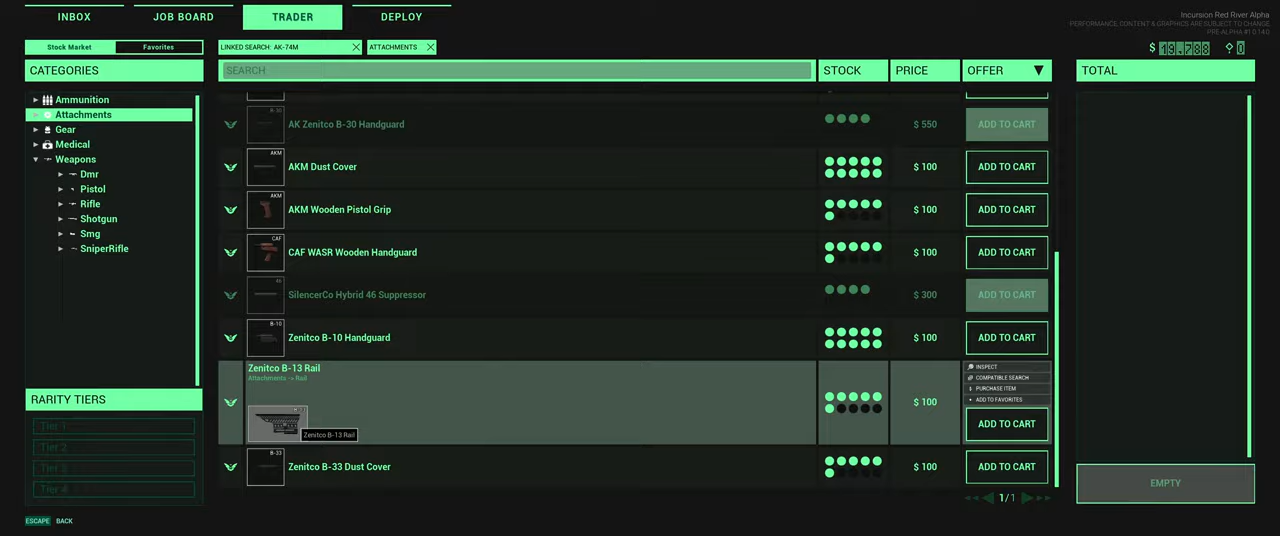 INBOX
JOB BOARD
TRADER
DEPLOY
Incursion Red River Alpha
PERFORMANCE, CONTENT & GRAPHICS ARE SUBJECT TO CHANGE.
Stock Market
Favorites
LINKED SEARCH: AK-74M
ATTACHMENTS
$ 19,788
0
CATEGORIES
SEARCH
STOCK
PRICE
OFFER
TOTAL
Ammunition
Attachments
Gear
Medical
Weapons
Dmr
Pistol
Rifle
Shotgun
Smg
SniperRifle
B-30
AK Zenitco B-30 Handguard
$ 550
ADD TO CART
AKM
AKM Dust Cover
$ 100
ADD TO CART
AKM
AKM Wooden Pistol Grip
$ 100
ADD TO CART
CAF
CAF WASR Wooden Handguard
$ 100
ADD TO CART
46
SilencerCo Hybrid 46 Suppressor
$ 300
ADD TO CART
B-10
Zenitco B-10 Handguard
$ 100
ADD TO CART
Zenitco B-13 Rail
Attachments -> Rail
Zenitco B-13 Rail
$ 100
INSPECT
COMPATIBLE SEARCH
PURCHASE ITEM
ADD TO FAVORITES
ADD TO CART
B-33
Zenitco B-33 Dust Cover
$ 100
ADD TO CART
1/1
RARITY TIERS
Tier 1
Tier 2
Tier 3
Tier 4
EMPTY
ESCAPE BACK